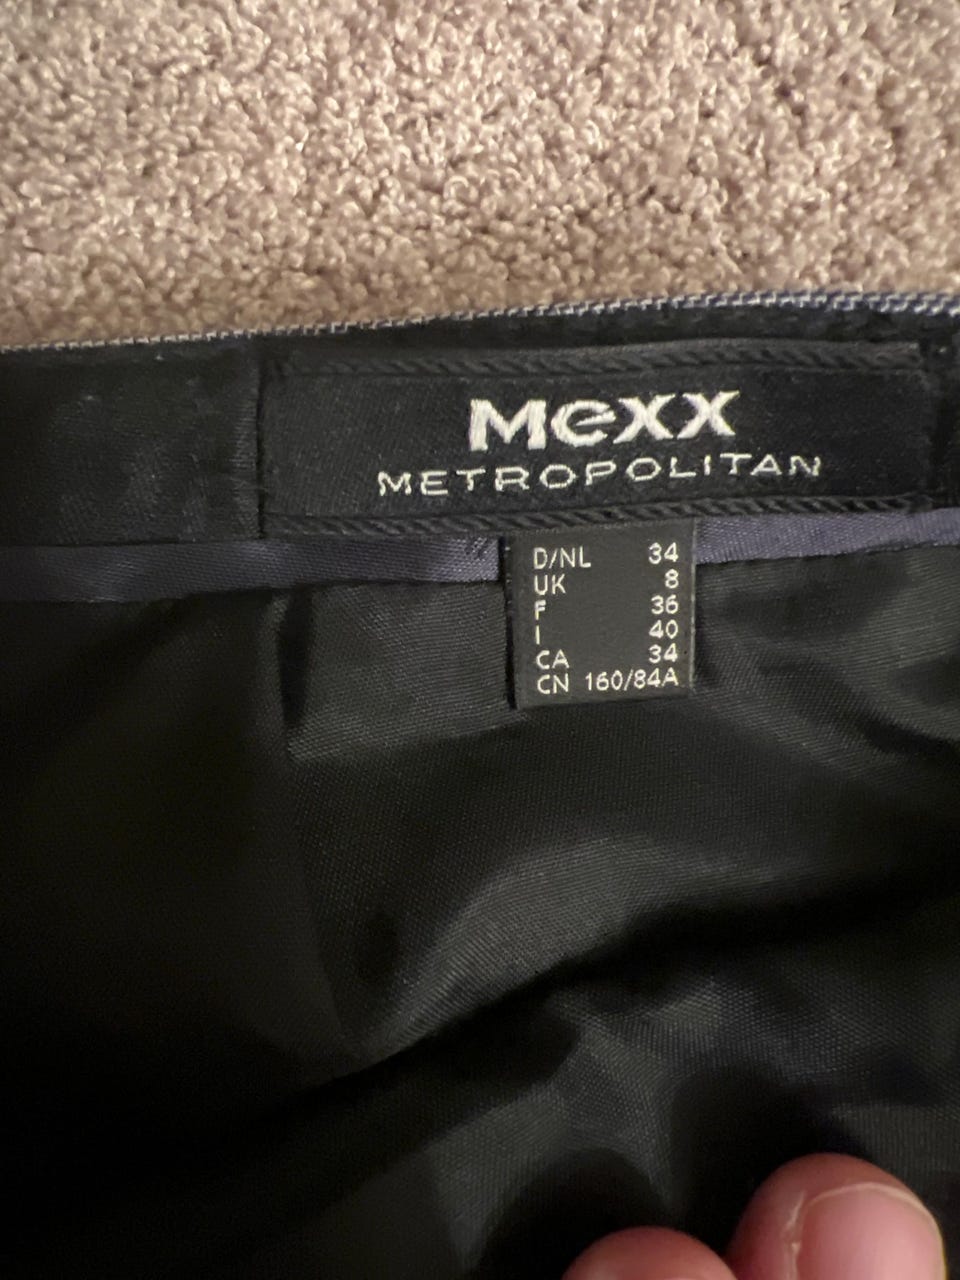 Mexx
METROPOLITAN
D/NL 34
UK 8
F 36
I 40
CA 34
CN 160/84A